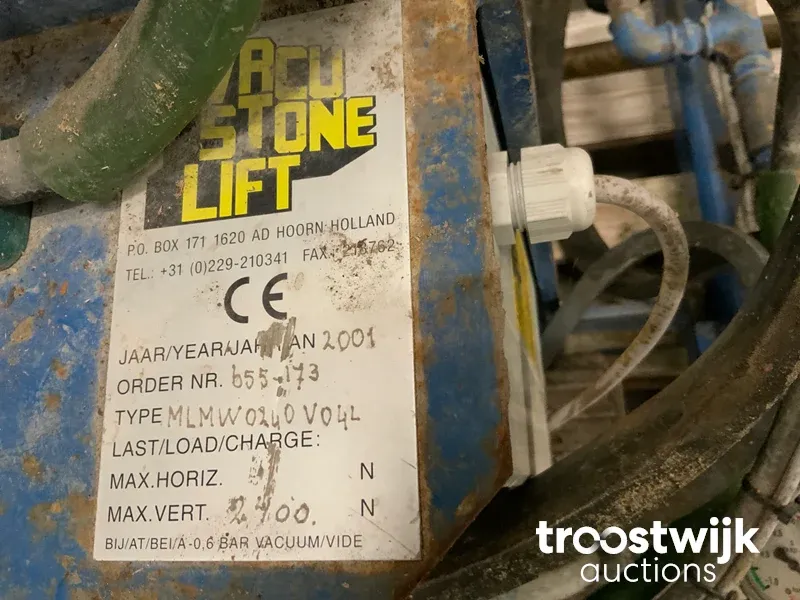 VACU
STONE
LIFT
P.O. BOX 171 1620 AD HOORN HOLLAND
TEL.: +31 (0)229-210341 FAX.
CE
JAAR/YEAR/JAHR/AN 2001
ORDER NR. 655-173
TYPE MLMW0240V04L
LAST/LOAD/CHARGE:
MAX.HORIZ. N
MAX.VERT. 2400. N
BIJ/AT/BEI/A-0,6 BAR VACUUM/VIDE
troostwijk
auctions